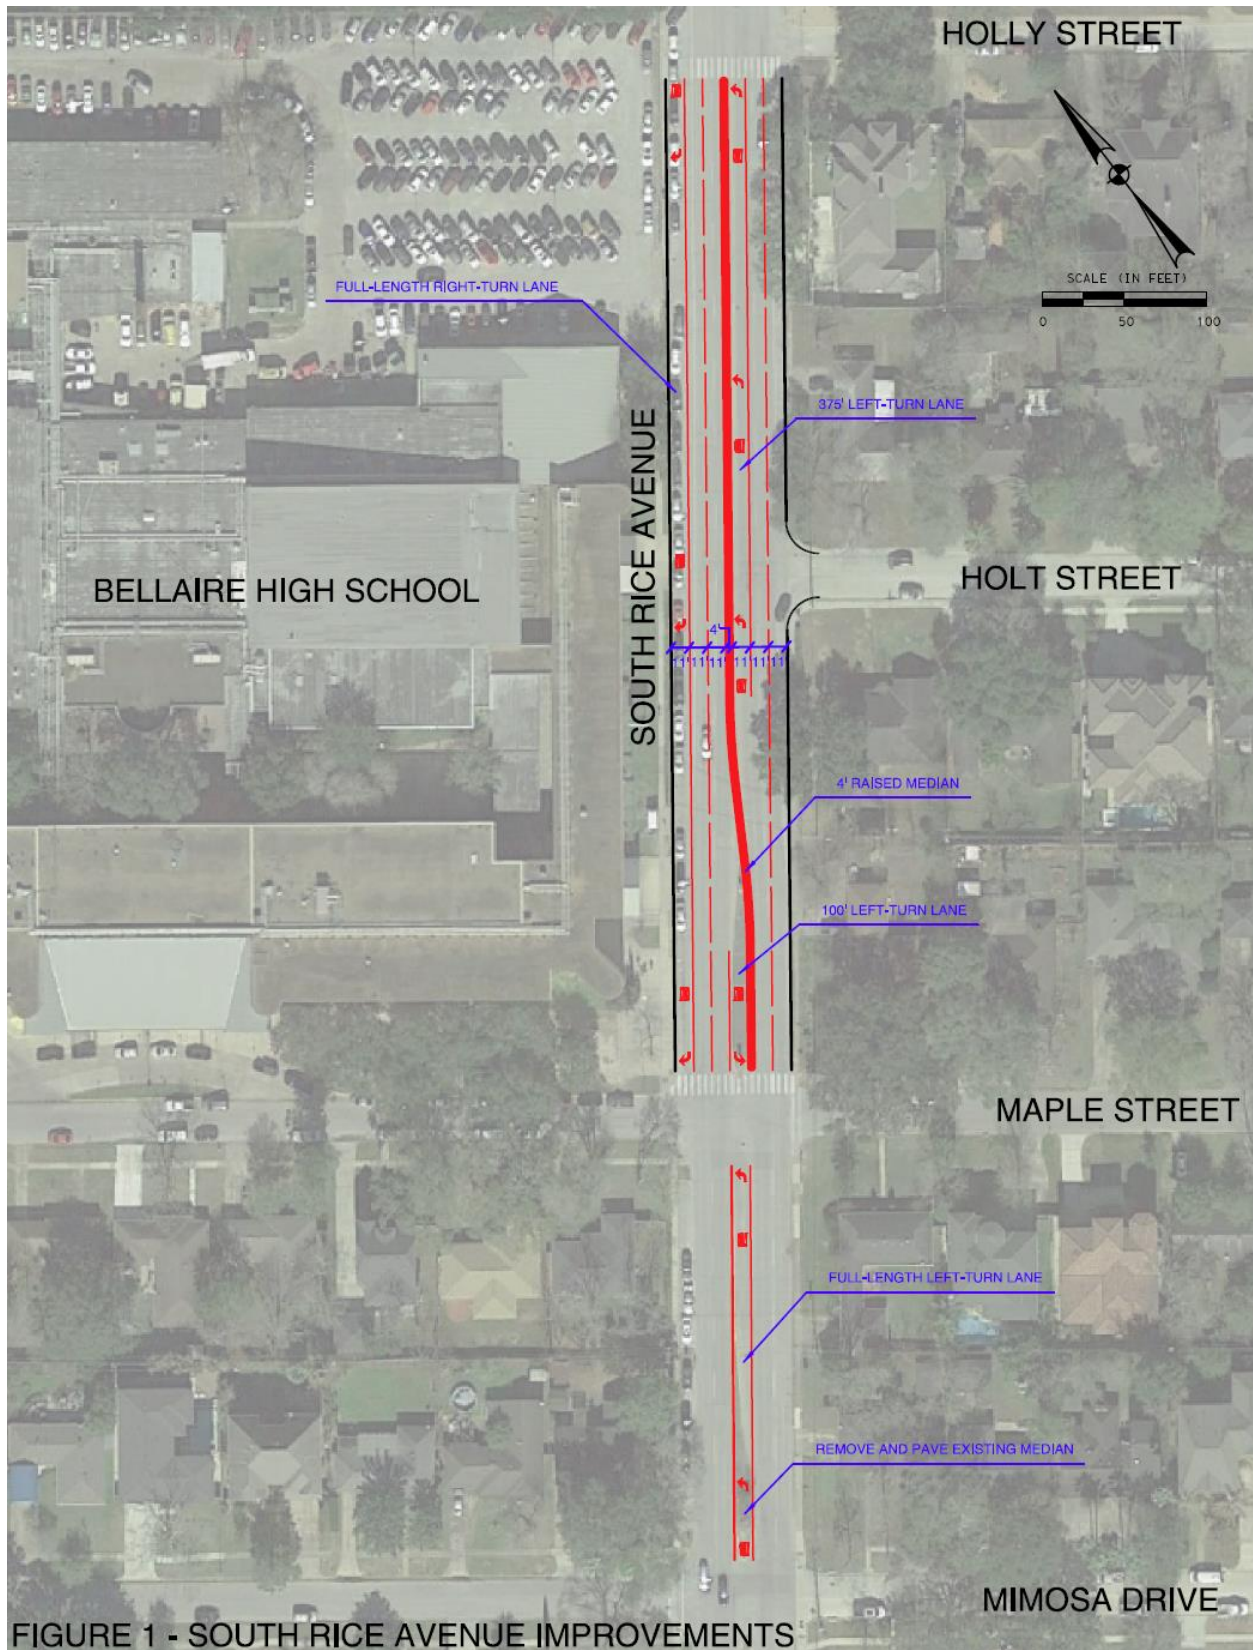 HOLLY STREET
SCALE (IN FEET)
0 50 100
FULL-LENGTH RIGHT-TURN LANE
375' LEFT-TURN LANE
SOUTH RICE AVENUE
BELLAIRE HIGH SCHOOL
HOLT STREET
4'
11' 11' 11' 11' 11' 11'
4' RAISED MEDIAN
100' LEFT-TURN LANE
MAPLE STREET
FULL-LENGTH LEFT-TURN LANE
REMOVE AND PAVE EXISTING MEDIAN
MIMOSA DRIVE
FIGURE 1 - SOUTH RICE AVENUE IMPROVEMENTS